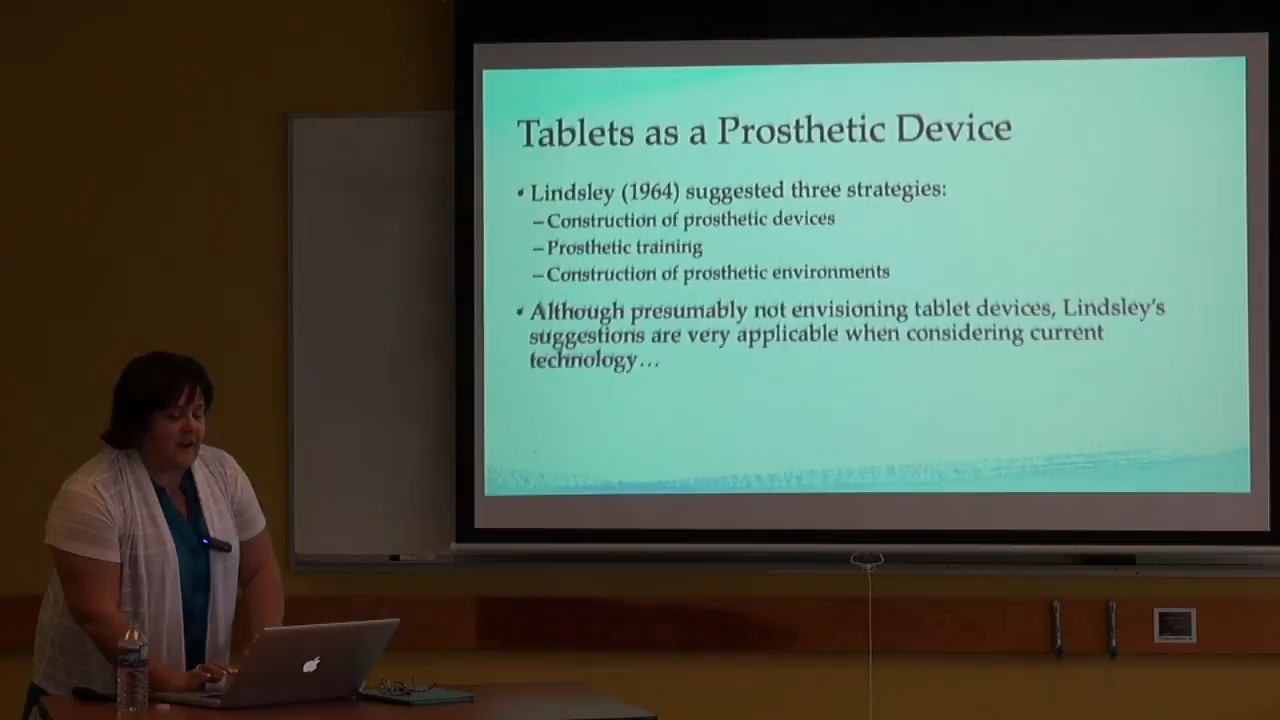 Tablets as a Prosthetic Device
• Lindsley (1964) suggested three strategies:
– Construction of prosthetic devices
– Prosthetic training
– Construction of prosthetic environments
• Although presumably not envisioning tablet devices, Lindsley's
suggestions are very applicable when considering current
technology…